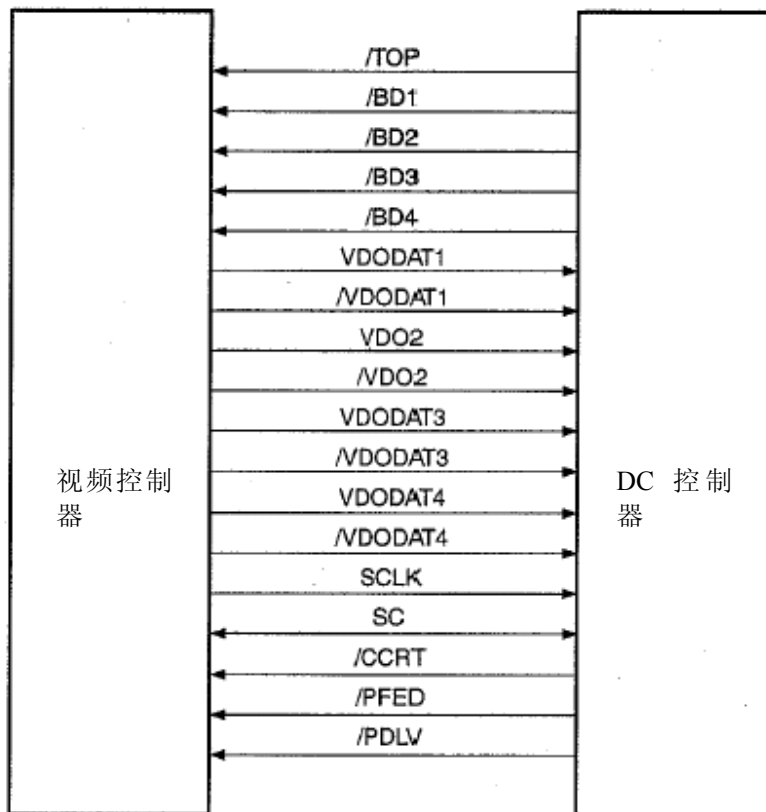 /TOP
/BD1
/BD2
/BD3
/BD4
VDODAT1
/VDODAT1
VDO2
/VDO2
VDODAT3
/VDODAT3
视频控制
器
DC 控制
器
VDODAT4
/VDODAT4
SCLK
SC
/CCRT
/PFED
/PDLV